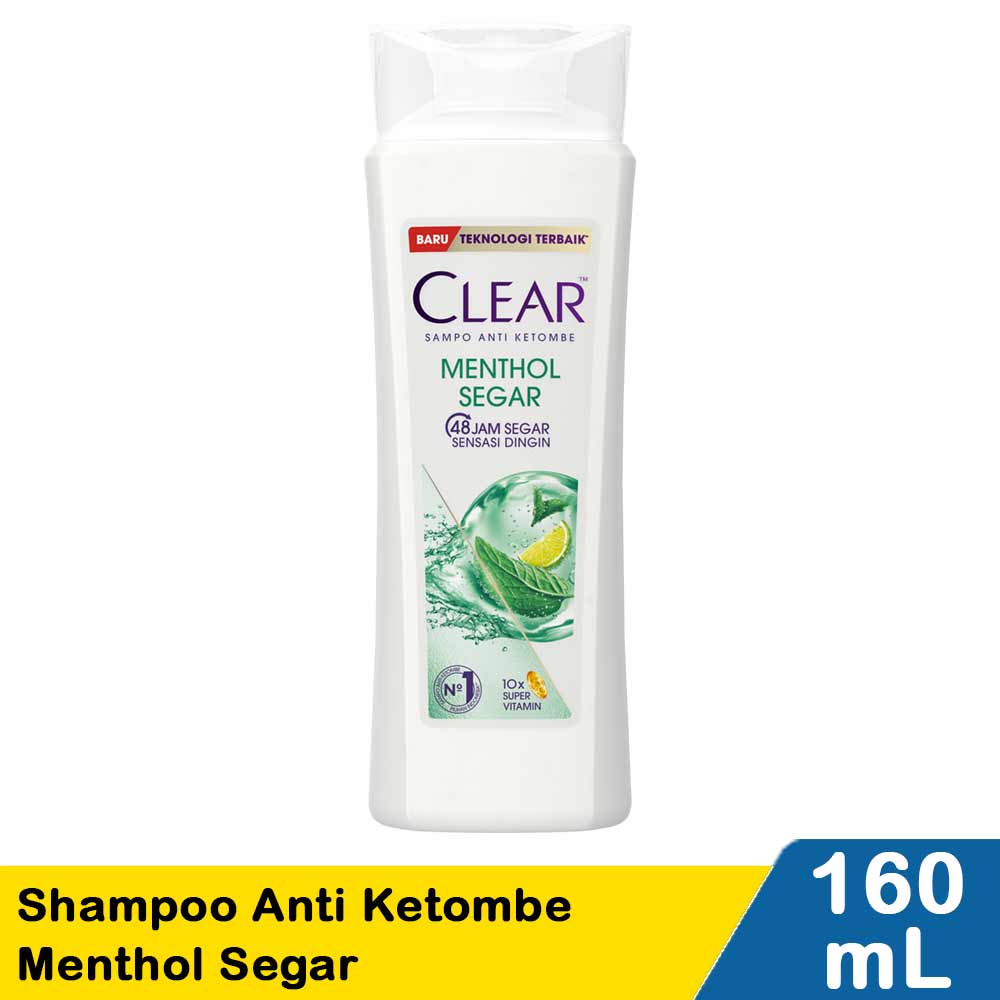 BARU TEKNOLOGI TERBAIK
CLEAR™
SAMPO ANTI KETOMBE
MENTHOL
SEGAR
48 JAM SEGAR
SENSASI DINGIN
Nº1
10x
SUPER
VITAMIN
Shampoo Anti Ketombe
Menthol Segar
160
mL